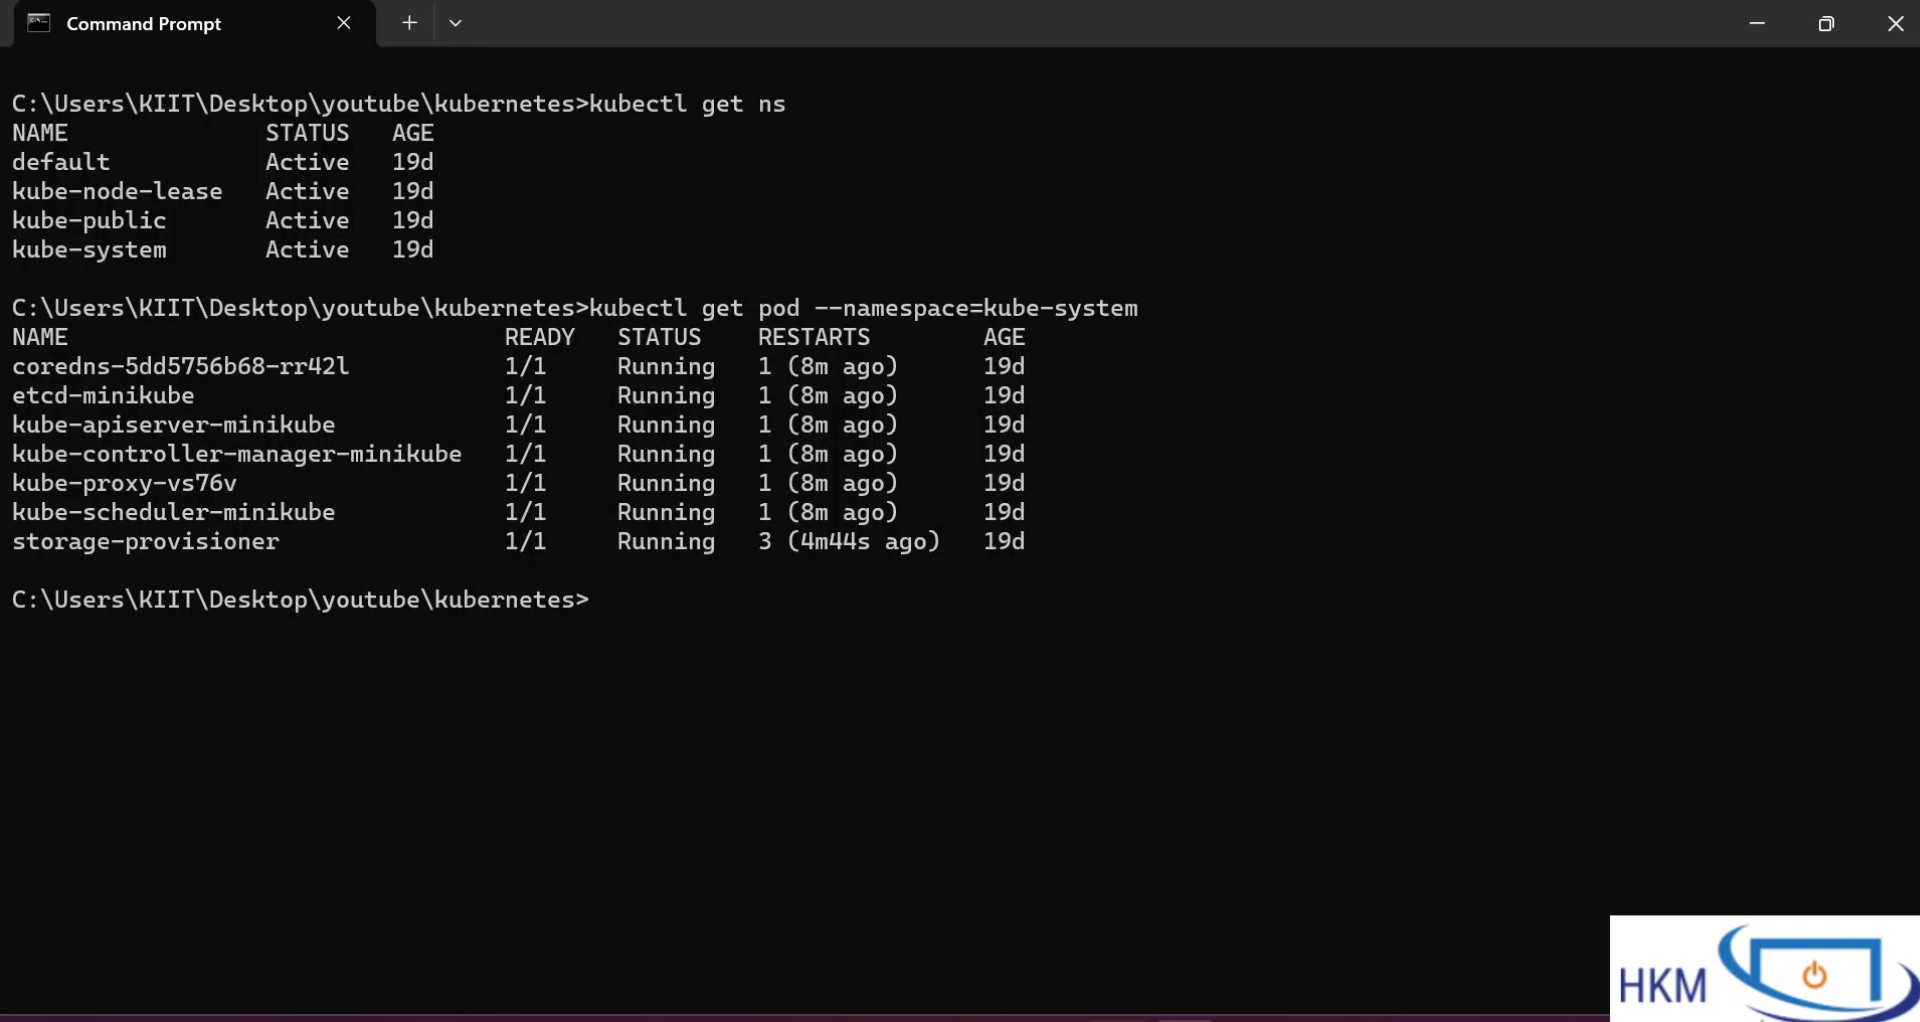 Command Prompt
C:\Users\KIIT\Desktop\youtube\kubernetes>kubectl get ns
NAME              STATUS   AGE
default           Active   19d
kube-node-lease   Active   19d
kube-public       Active   19d
kube-system       Active   19d
C:\Users\KIIT\Desktop\youtube\kubernetes>kubectl get pod --namespace=kube-system
NAME                               READY   STATUS    RESTARTS        AGE
coredns-5dd5756b68-rr42l           1/1     Running   1 (8m ago)      19d
etcd-minikube                      1/1     Running   1 (8m ago)      19d
kube-apiserver-minikube            1/1     Running   1 (8m ago)      19d
kube-controller-manager-minikube   1/1     Running   1 (8m ago)      19d
kube-proxy-vs76v                   1/1     Running   1 (8m ago)      19d
kube-scheduler-minikube            1/1     Running   1 (8m ago)      19d
storage-provisioner                1/1     Running   3 (4m44s ago)   19d
C:\Users\KIIT\Desktop\youtube\kubernetes>
HKM